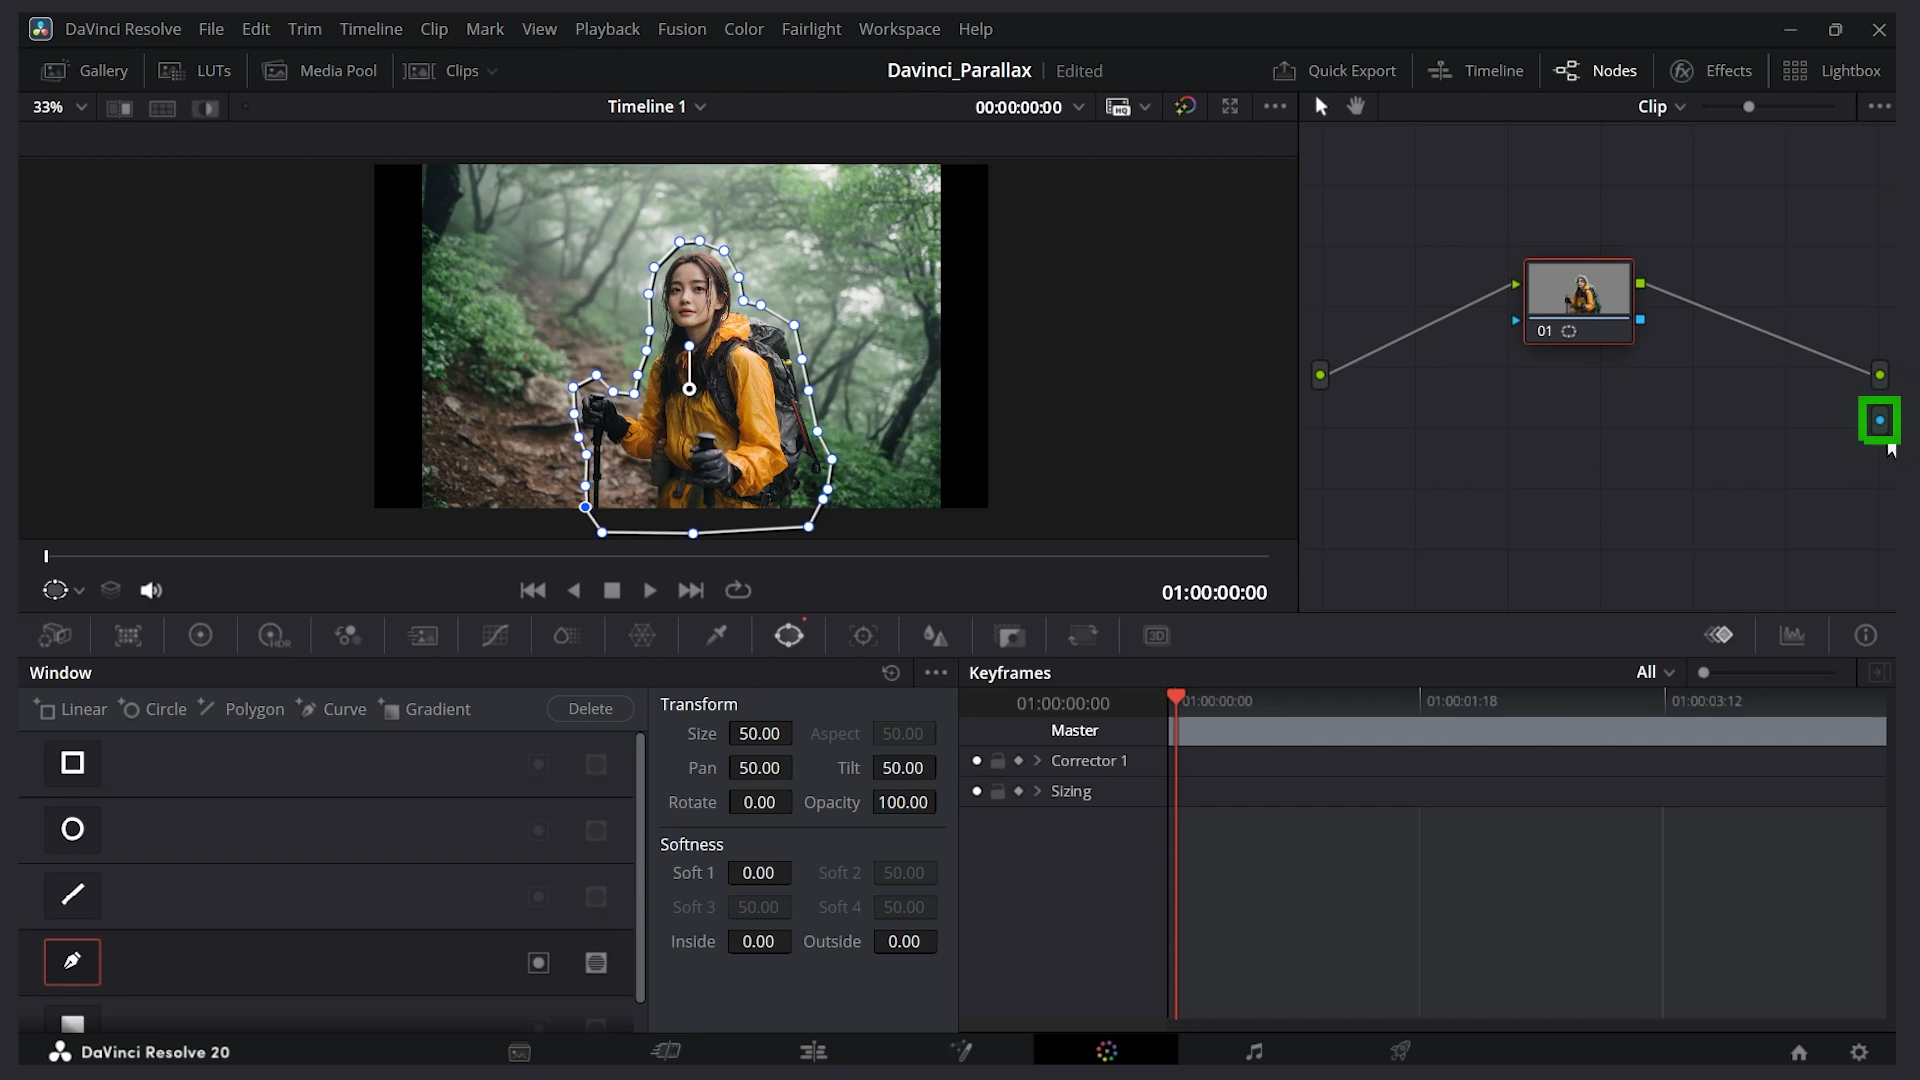 DaVinci Resolve File Edit Trim Timeline Clip Mark View Playback Fusion Color Fairlight Workspace Help
Gallery LUTs Media Pool Clips Davinci_Parallax Edited Quick Export Timeline Nodes Effects Lightbox
33% Timeline 1 00:00:00:00 HQ Clip
01
01:00:00:00
HDR 3D
Window Keyframes All
Linear Circle Polygon Curve Gradient Delete
Transform
Size 50.00 Aspect 50.00
Pan 50.00 Tilt 50.00
Rotate 0.00 Opacity 100.00
Softness
Soft 1 0.00 Soft 2 50.00
Soft 3 50.00 Soft 4 50.00
Inside 0.00 Outside 0.00
01:00:00:00 01:00:00:00 01:00:01:18 01:00:03:12
Master
Corrector 1
Sizing
DaVinci Resolve 20